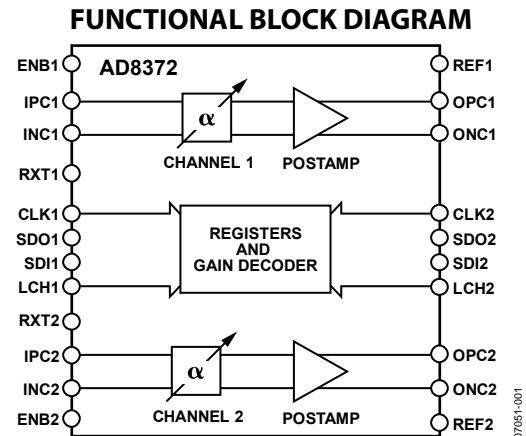 FUNCTIONAL BLOCK DIAGRAM
ENB1
AD8372
REF1
IPC1
OPC1
α
INC1
ONC1
CHANNEL 1
POSTAMP
RXT1
CLK1
CLK2
REGISTERS
AND
GAIN DECODER
SDO1
SDO2
SDI1
SDI2
LCH1
LCH2
RXT2
IPC2
OPC2
α
INC2
ONC2
CHANNEL 2
POSTAMP
ENB2
REF2
07051-001